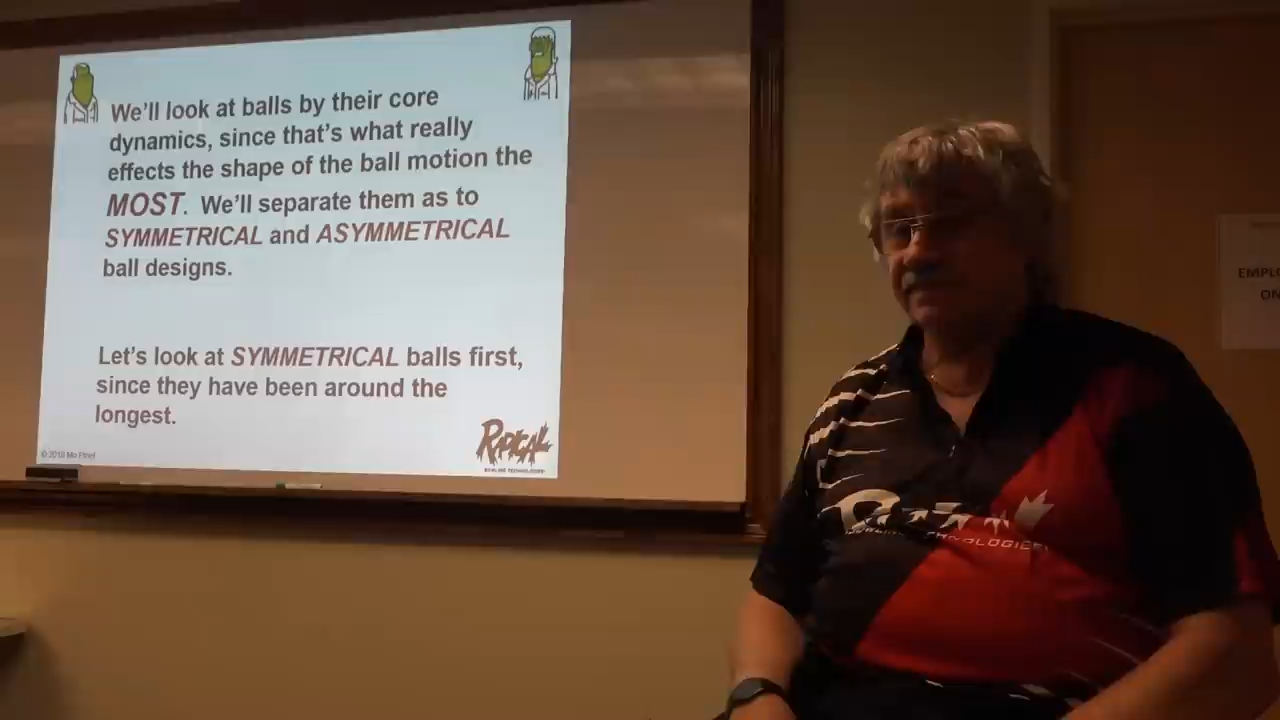 We'll look at balls by their core
dynamics, since that's what really
effects the shape of the ball motion the
MOST. We'll separate them as to
SYMMETRICAL and ASYMMETRICAL
ball designs.
Let's look at SYMMETRICAL balls first,
since they have been around the
longest.
RADICAL
BOWLING TECHNOLOGIES